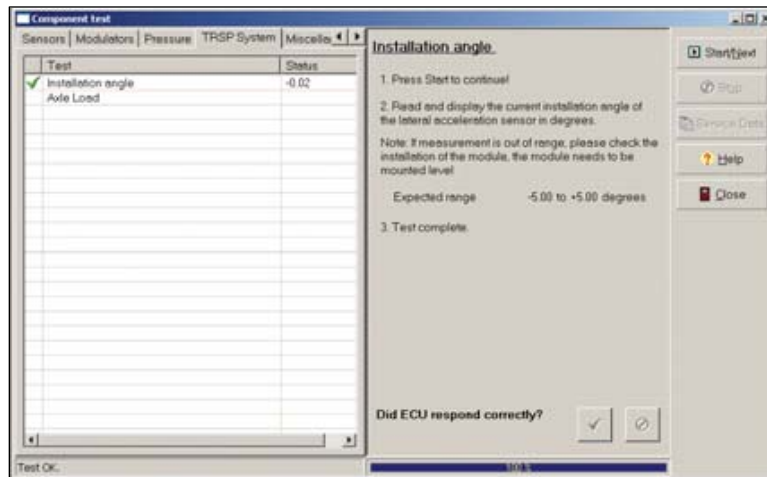 Component test
Sensors Modulators Pressure TRSP System Miscellar
Test Status
Installation angle -0.02
Axle Load
Test OK.
Installation angle.
1. Press Start to continue!
2. Read and display the current installation angle of
the lateral acceleration sensor in degrees.
Note: If measurement is out of range, please check the
installation of the module, the module needs to be
mounted level
Expected range -5.00 to +5.00 degrees
3. Test complete.
Did ECU respond correctly?
100%
Start/Next
Stop
Service Data
Help
Close